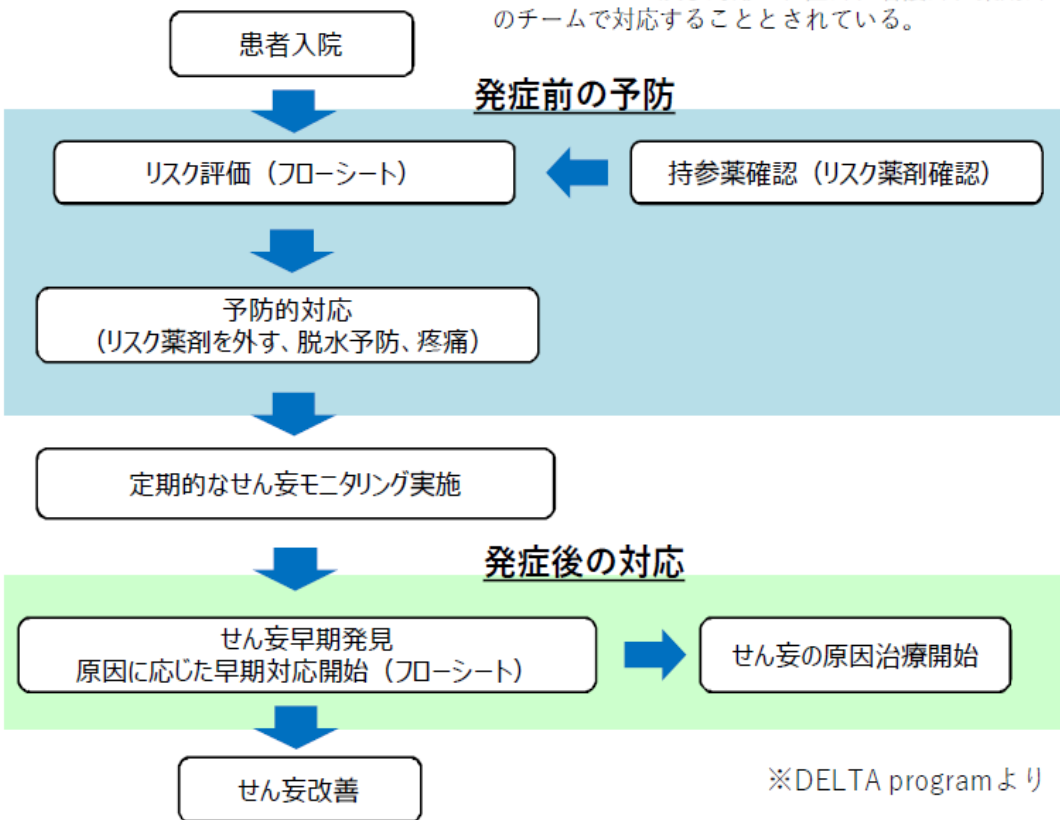 のチームで対応することとされている。
患者入院
発症前の予防
リスク評価（フローシート）
持参薬確認（リスク薬剤確認）
予防的対応
（リスク薬剤を外す、脱水予防、疼痛）
定期的なせん妄モニタリング実施
発症後の対応
せん妄早期発見
原因に応じた早期対応開始（フローシート）
せん妄の原因治療開始
せん妄改善
※DELTA programより